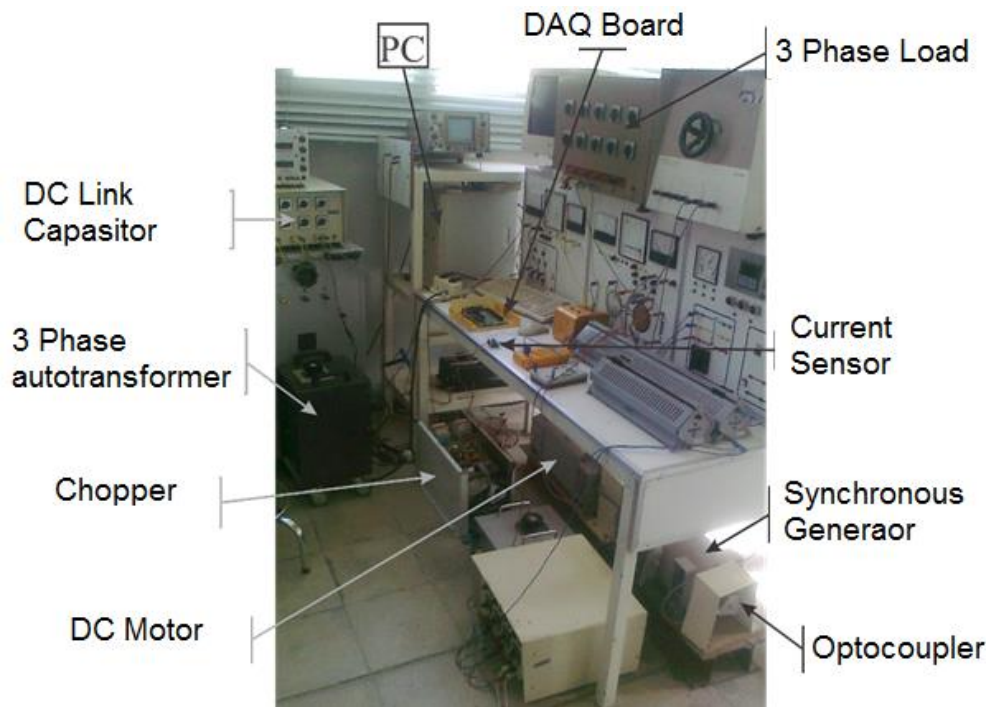 PC
DAQ Board
3 Phase Load
DC Link
Capasitor
3 Phase
autotransformer
Current
Sensor
Chopper
Synchronous
Generaor
DC Motor
Optocoupler